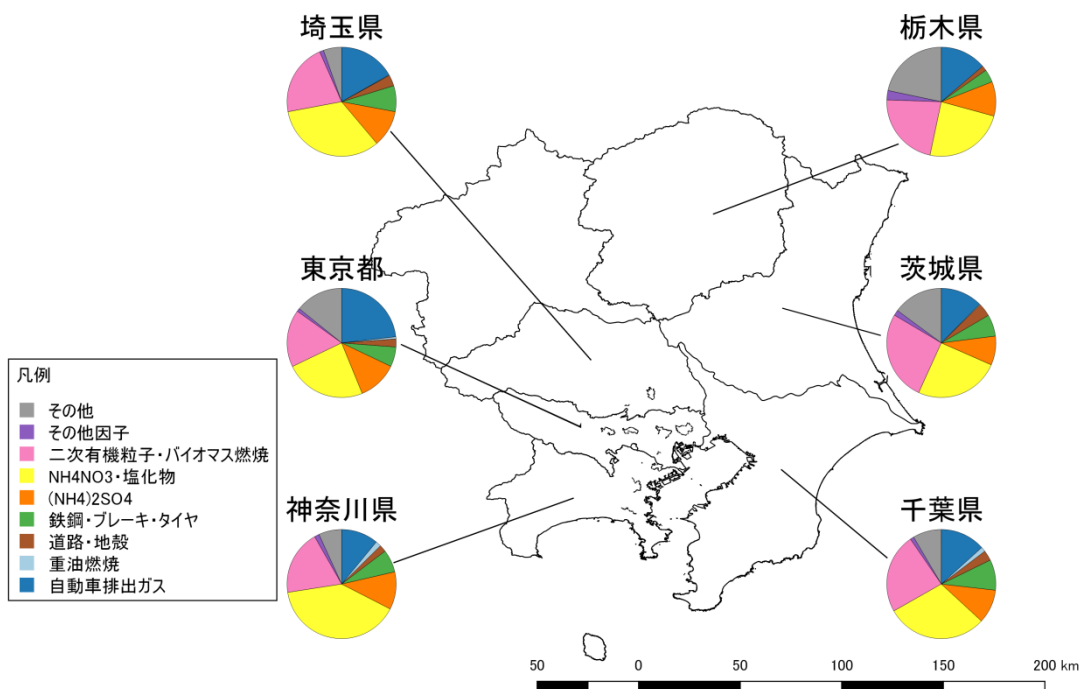 埼玉県
栃木県
東京都
茨城県
凡例
その他
その他因子
二次有機粒子・バイオマス燃焼
NH4NO3・塩化物
(NH4)2SO4
鉄鋼・ブレーキ・タイヤ
道路・地殻
重油燃焼
自動車排出ガス
神奈川県
千葉県
50 0 50 100 150 200 km